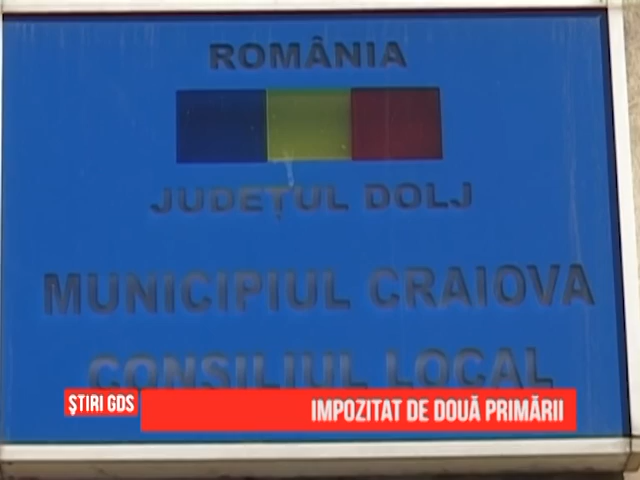 ROMÂNIA
JUDEȚUL DOLJ
MUNICIPIUL CRAIOVA
CONSILIUL LOCAL
ȘTIRI GDS
IMPOZITAT DE DOUĂ PRIMĂRII